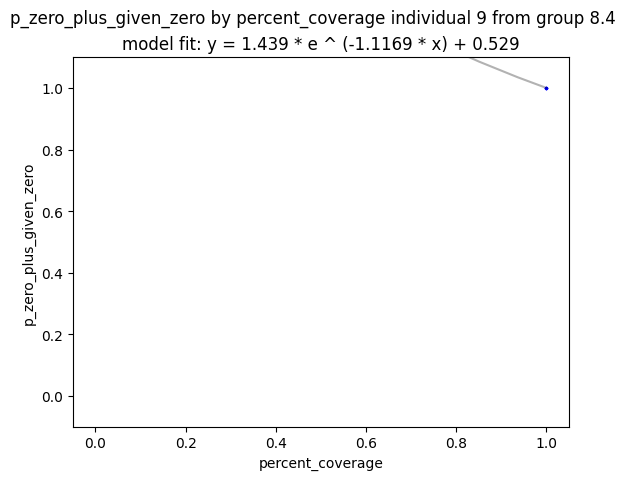 p_zero_plus_given_zero by percent_coverage individual 9 from group 8.4
model fit: y = 1.439 * e ^ (-1.1169 * x) + 0.529
1.0
0.8
0.6
0.4
0.2
0.0
p_zero_plus_given_zero
0.0 0.2 0.4 0.6 0.8 1.0
percent_coverage